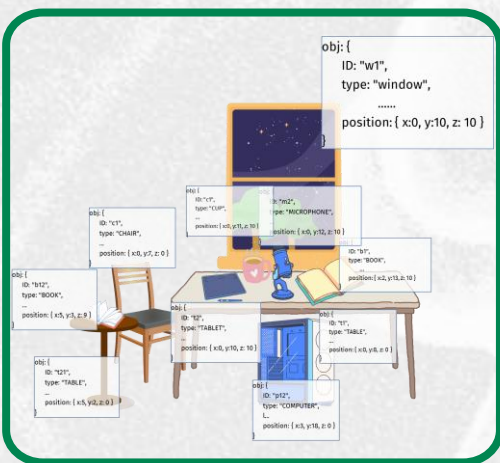 obj: {
ID: "w1",
type: "window",
......
position: { x:0, y:10, z: 10 }
}
obj: {
ID: "c1",
type: "CUP",
...
position: { x:0, y:11, z: 10 }
}
obj: {
ID: "m2",
type: "MICROPHONE",
...
position: { x:0, y:12, z: 10 }
}
obj: {
ID: "c1",
type: "CHAIR",
...
position: { x:0, y:7, z: 0 }
}
obj: {
ID: "b1",
type: "BOOK",
...
position: { x:2, y:13, z: 10 }
}
obj: {
ID: "b12",
type: "BOOK",
...
position: { x:5, y:3, z: 9 }
}
obj: {
ID: "t2",
type: "TABLET",
...
position: { x:0, y:10, z: 10 }
}
obj: {
ID: "t1",
type: "TABLE",
...
position: { x:0, y:8, z: 0 }
}
obj: {
ID: "t21",
type: "TABLE",
...
position: { x:5, y:2, z: 0 }
}
obj: {
ID: "p12",
type: "COMPUTER",
position: { x:3, y:18, z: 0 }
}